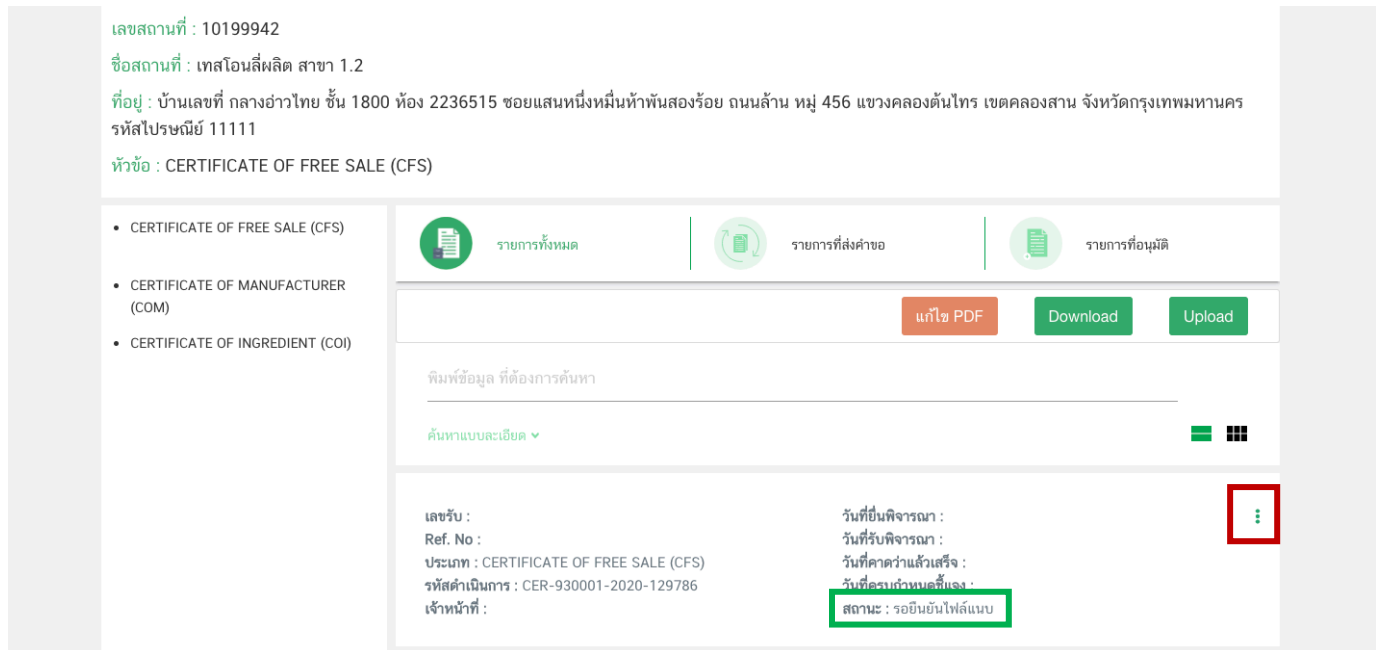 เลขสถานที่ : 10199942
ชื่อสถานที่ : เทสโอนลี่ผลิต สาขา 1.2
ที่อยู่ : บ้านเลขที่ กลางอ่าวไทย ชั้น 1800 ห้อง 2236515 ซอยแสนหนึ่งหมื่นห้าพันสองร้อย ถนนล้าน หมู่ 456 แขวงคลองต้นไทร เขตคลองสาน จังหวัดกรุงเทพมหานคร
รหัสไปรษณีย์ 11111
หัวข้อ : CERTIFICATE OF FREE SALE (CFS)
• CERTIFICATE OF FREE SALE (CFS)
• CERTIFICATE OF MANUFACTURER
(COM)
• CERTIFICATE OF INGREDIENT (COI)
รายการทั้งหมด
รายการที่ส่งคำขอ
รายการที่อนุมัติ
แก้ไข PDF
Download
Upload
พิมพ์ข้อมูล ที่ต้องการค้นหา
ค้นหาแบบละเอียด
เลขรับ :
Ref. No :
ประเภท : CERTIFICATE OF FREE SALE (CFS)
รหัสดำเนินการ : CER-930001-2020-129786
เจ้าหน้าที่ :
วันที่ยื่นพิจารณา :
วันที่รับพิจารณา :
วันที่คาดว่าแล้วเสร็จ :
วันที่ครบกำหนดชี้แจง :
สถานะ : รอยืนยันไฟล์แนบ